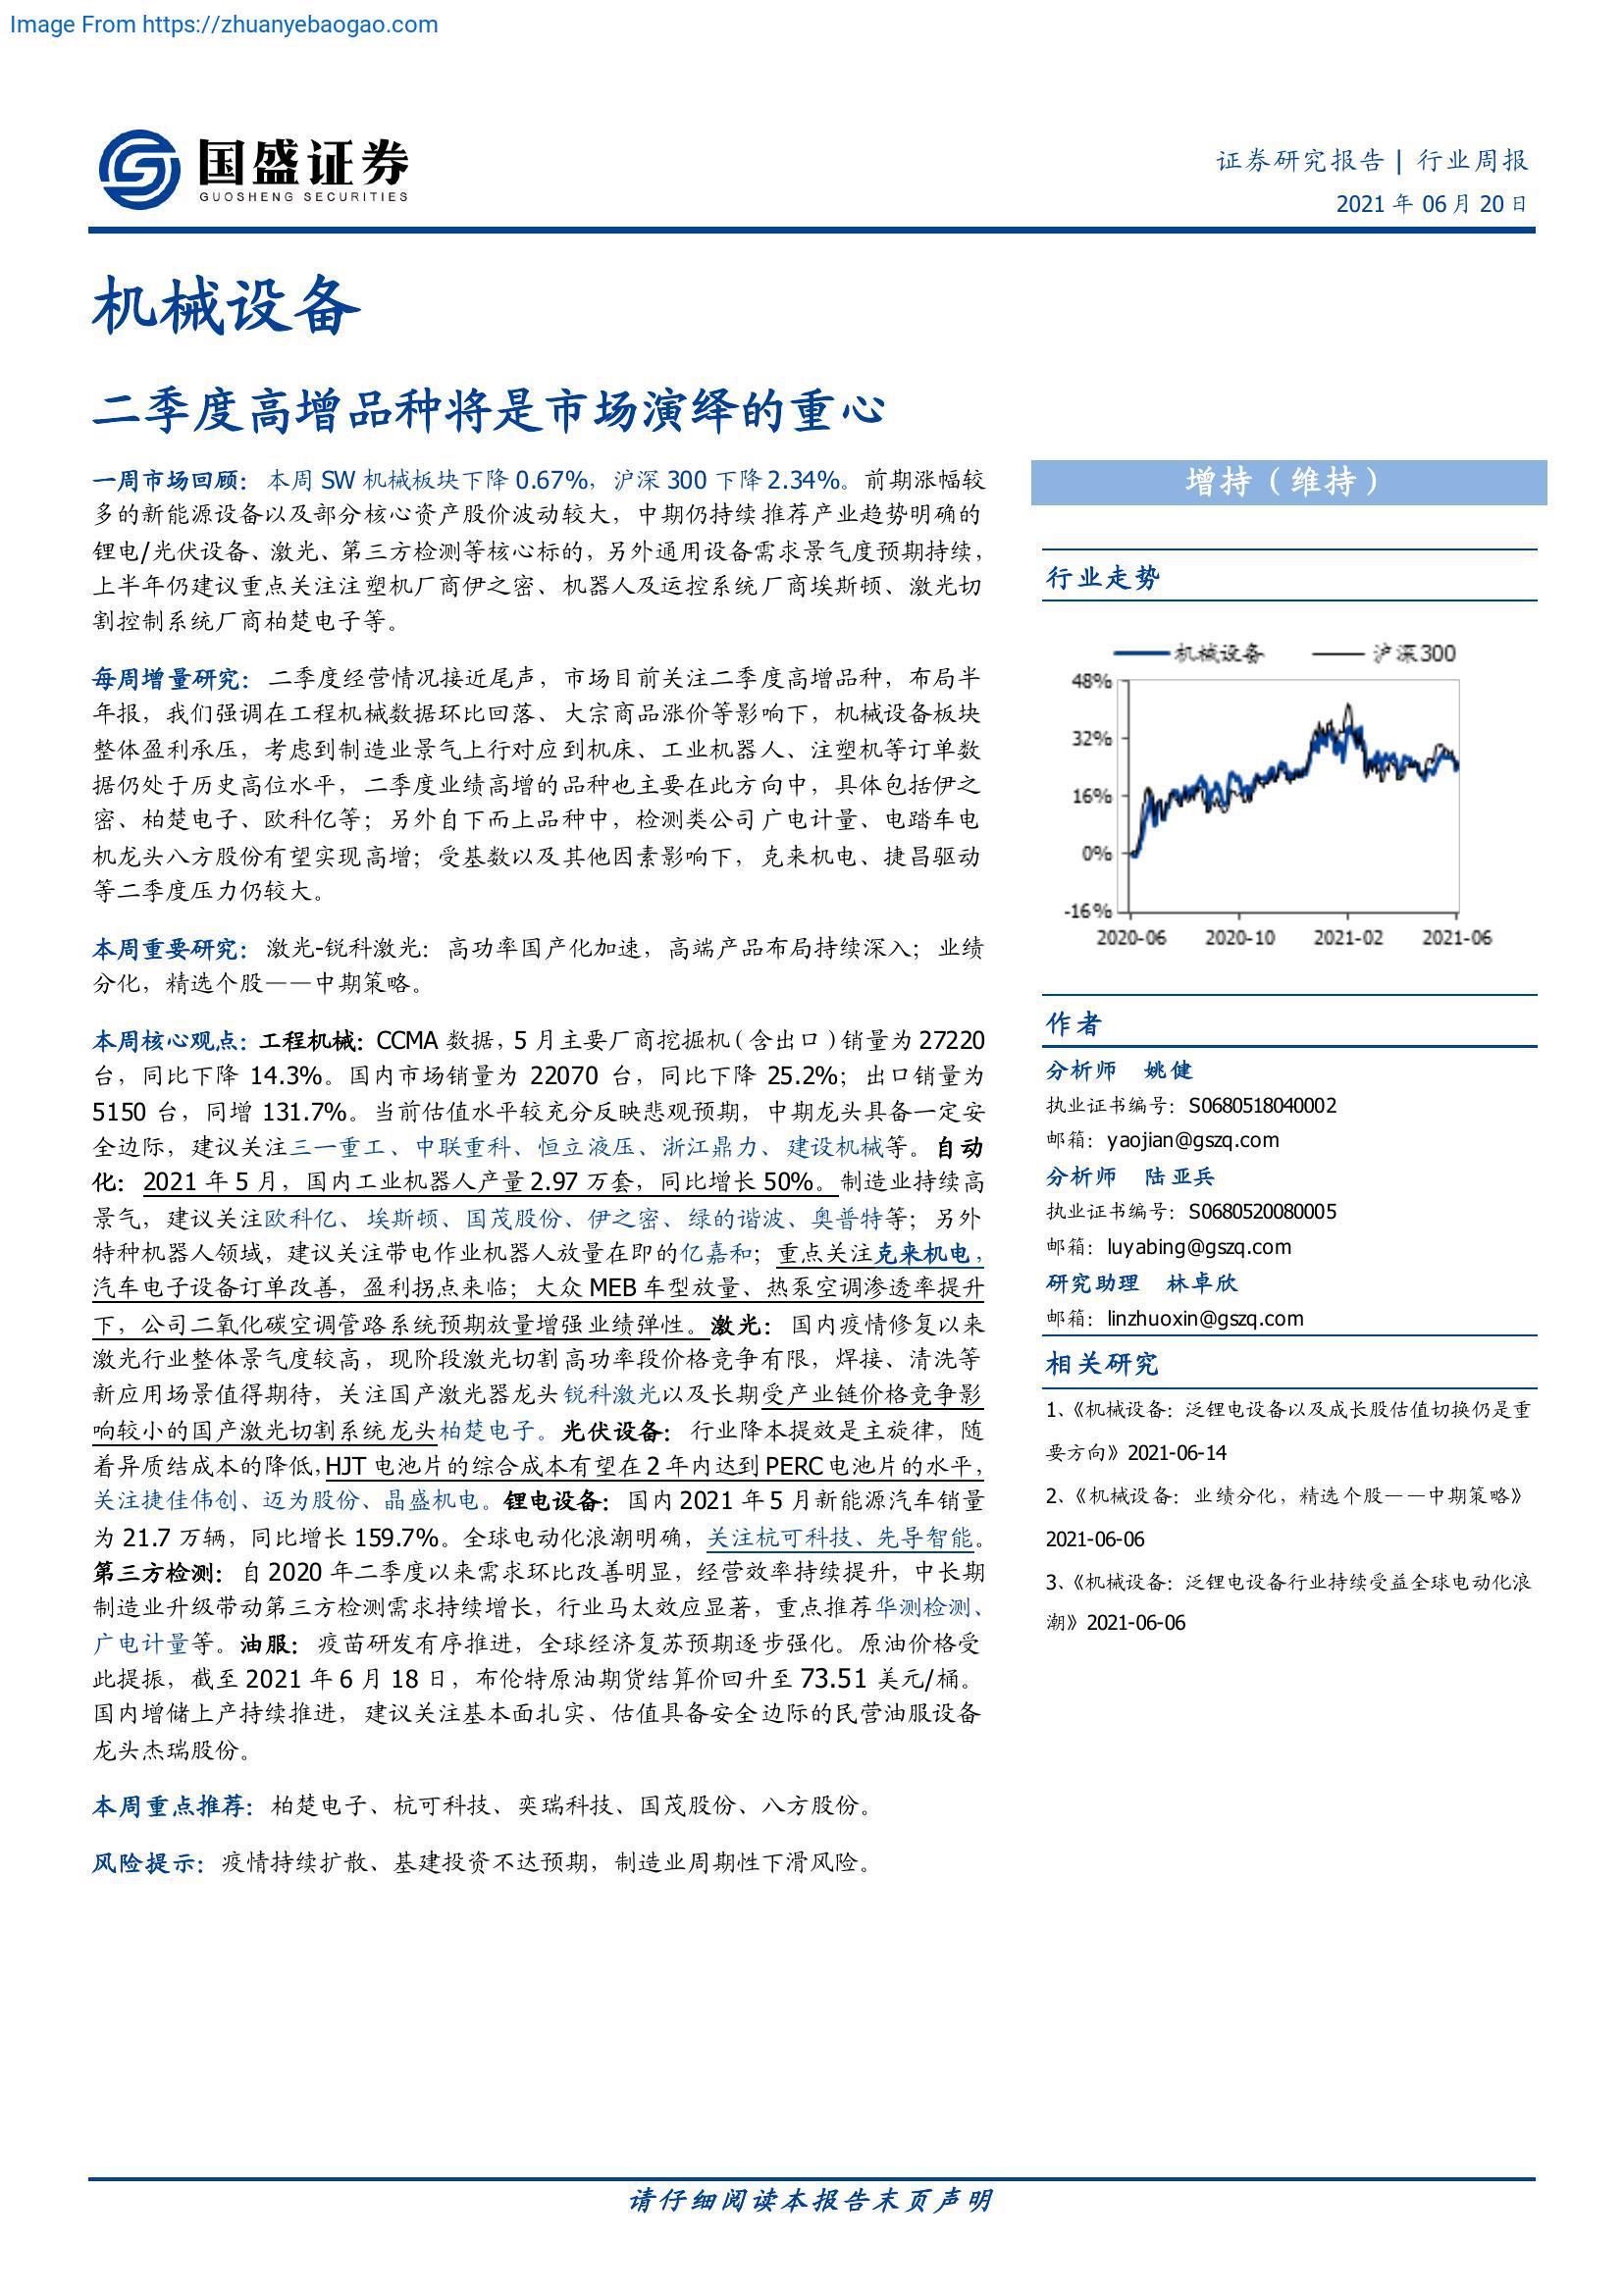 Image From https://zhuanyebaogao.com
国盛证券
GUOSHENG SECURITIES
证券研究报告 | 行业周报
2021 年 06 月 20 日
机械设备
二季度高增品种将是市场演绎的重心
一周市场回顾：本周 SW 机械板块下降 0.67%，沪深 300 下降 2.34%。前期涨幅较
多的新能源设备以及部分核心资产股价波动较大，中期仍持续推荐产业趋势明确的
锂电/光伏设备、激光、第三方检测等核心标的，另外通用设备需求景气度预期持续，
上半年仍建议重点关注注塑机厂商伊之密、机器人及运控系统厂商埃斯顿、激光切
割控制系统厂商柏楚电子等。
每周增量研究：二季度经营情况接近尾声，市场目前关注二季度高增品种，布局半
年报，我们强调在工程机械数据环比回落、大宗商品涨价等影响下，机械设备板块
整体盈利承压，考虑到制造业景气上行对应到机床、工业机器人、注塑机等订单数
据仍处于历史高位水平，二季度业绩高增的品种也主要在此方向中，具体包括伊之
密、柏楚电子、欧科亿等；另外自下而上品种中，检测类公司广电计量、电踏车电
机龙头八方股份有望实现高增；受基数以及其他因素影响下，克来机电、捷昌驱动
等二季度压力仍较大。
本周重要研究：激光-锐科激光：高功率国产化加速，高端产品布局持续深入；业绩
分化，精选个股——中期策略。
本周核心观点：工程机械：CCMA 数据，5 月主要厂商挖掘机（含出口）销量为 27220
台，同比下降 14.3%。国内市场销量为 22070 台，同比下降 25.2%；出口销量为
5150 台，同增 131.7%。当前估值水平较充分反映悲观预期，中期龙头具备一定安
全边际，建议关注三一重工、中联重科、恒立液压、浙江鼎力、建设机械等。自动
化：2021 年 5 月，国内工业机器人产量 2.97 万套，同比增长 50%。制造业持续高
景气，建议关注欧科亿、埃斯顿、国茂股份、伊之密、绿的谐波、奥普特等；另外
特种机器人领域，建议关注带电作业机器人放量在即的亿嘉和；重点关注克来机电，
汽车电子设备订单改善，盈利拐点来临；大众 MEB 车型放量、热泵空调渗透率提升
下，公司二氧化碳空调管路系统预期放量增强业绩弹性。激光：国内疫情修复以来
激光行业整体景气度较高，现阶段激光切割高功率段价格竞争有限，焊接、清洗等
新应用场景值得期待，关注国产激光器龙头锐科激光以及长期受产业链价格竞争影
响较小的国产激光切割系统龙头柏楚电子。光伏设备：行业降本提效是主旋律，随
着异质结成本的降低，HJT 电池片的综合成本有望在 2 年内达到 PERC 电池片的水平，
关注捷佳伟创、迈为股份、晶盛机电。锂电设备：国内 2021 年 5 月新能源汽车销量
为 21.7 万辆，同比增长 159.7%。全球电动化浪潮明确，关注杭可科技、先导智能。
第三方检测：自 2020 年二季度以来需求环比改善明显，经营效率持续提升，中长期
制造业升级带动第三方检测需求持续增长，行业马太效应显著，重点推荐华测检测、
广电计量等。油服：疫苗研发有序推进，全球经济复苏预期逐步强化。原油价格受
此提振，截至 2021 年 6 月 18 日，布伦特原油期货结算价回升至 73.51 美元/桶。
国内增储上产持续推进，建议关注基本面扎实、估值具备安全边际的民营油服设备
龙头杰瑞股份。
本周重点推荐：柏楚电子、杭可科技、奕瑞科技、国茂股份、八方股份。
风险提示：疫情持续扩散、基建投资不达预期，制造业周期性下滑风险。
增持（维持）
行业走势
机械设备 沪深300
48%
32%
16%
0%
-16%
2020-06 2020-10 2021-02 2021-06
作者
分析师 姚健
执业证书编号：S0680518040002
邮箱：yaojian@gszq.com
分析师 陆亚兵
执业证书编号：S0680520080005
邮箱：luyabing@gszq.com
研究助理 林卓欣
邮箱：linzhuoxin@gszq.com
相关研究
1、《机械设备：泛锂电设备以及成长股估值切换仍是重
要方向》2021-06-14
2、《机械设备：业绩分化，精选个股——中期策略》
2021-06-06
3、《机械设备：泛锂电设备行业持续受益全球电动化浪
潮》2021-06-06
请仔细阅读本报告末页声明